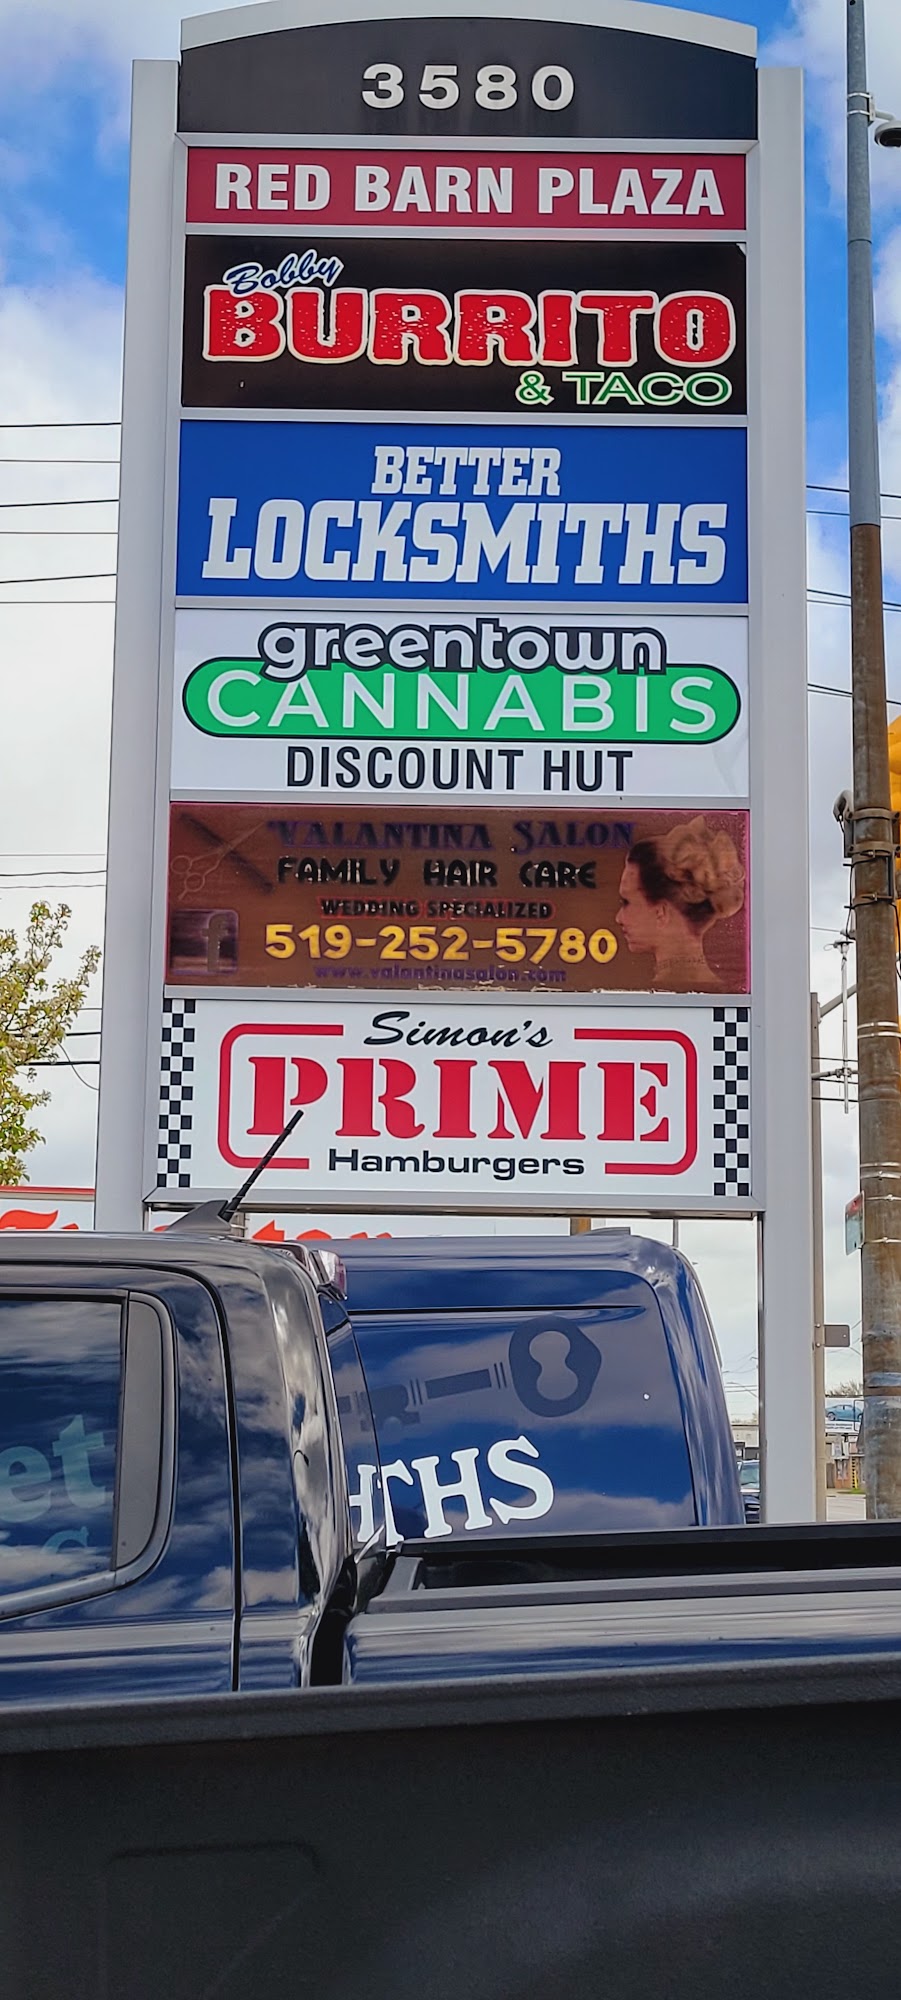 3580
RED BARN PLAZA
Bobby
BURRITO
& TACO
BETTER
LOCKSMITHS
greentown
CANNABIS
DISCOUNT HUT
VALANTINA SALON
FAMILY HAIR CARE
WEDDING SPECIALIZED
519-252-5780
www.valantinasalon.com
f
Simon's
PRIME
Hamburgers
et
THS